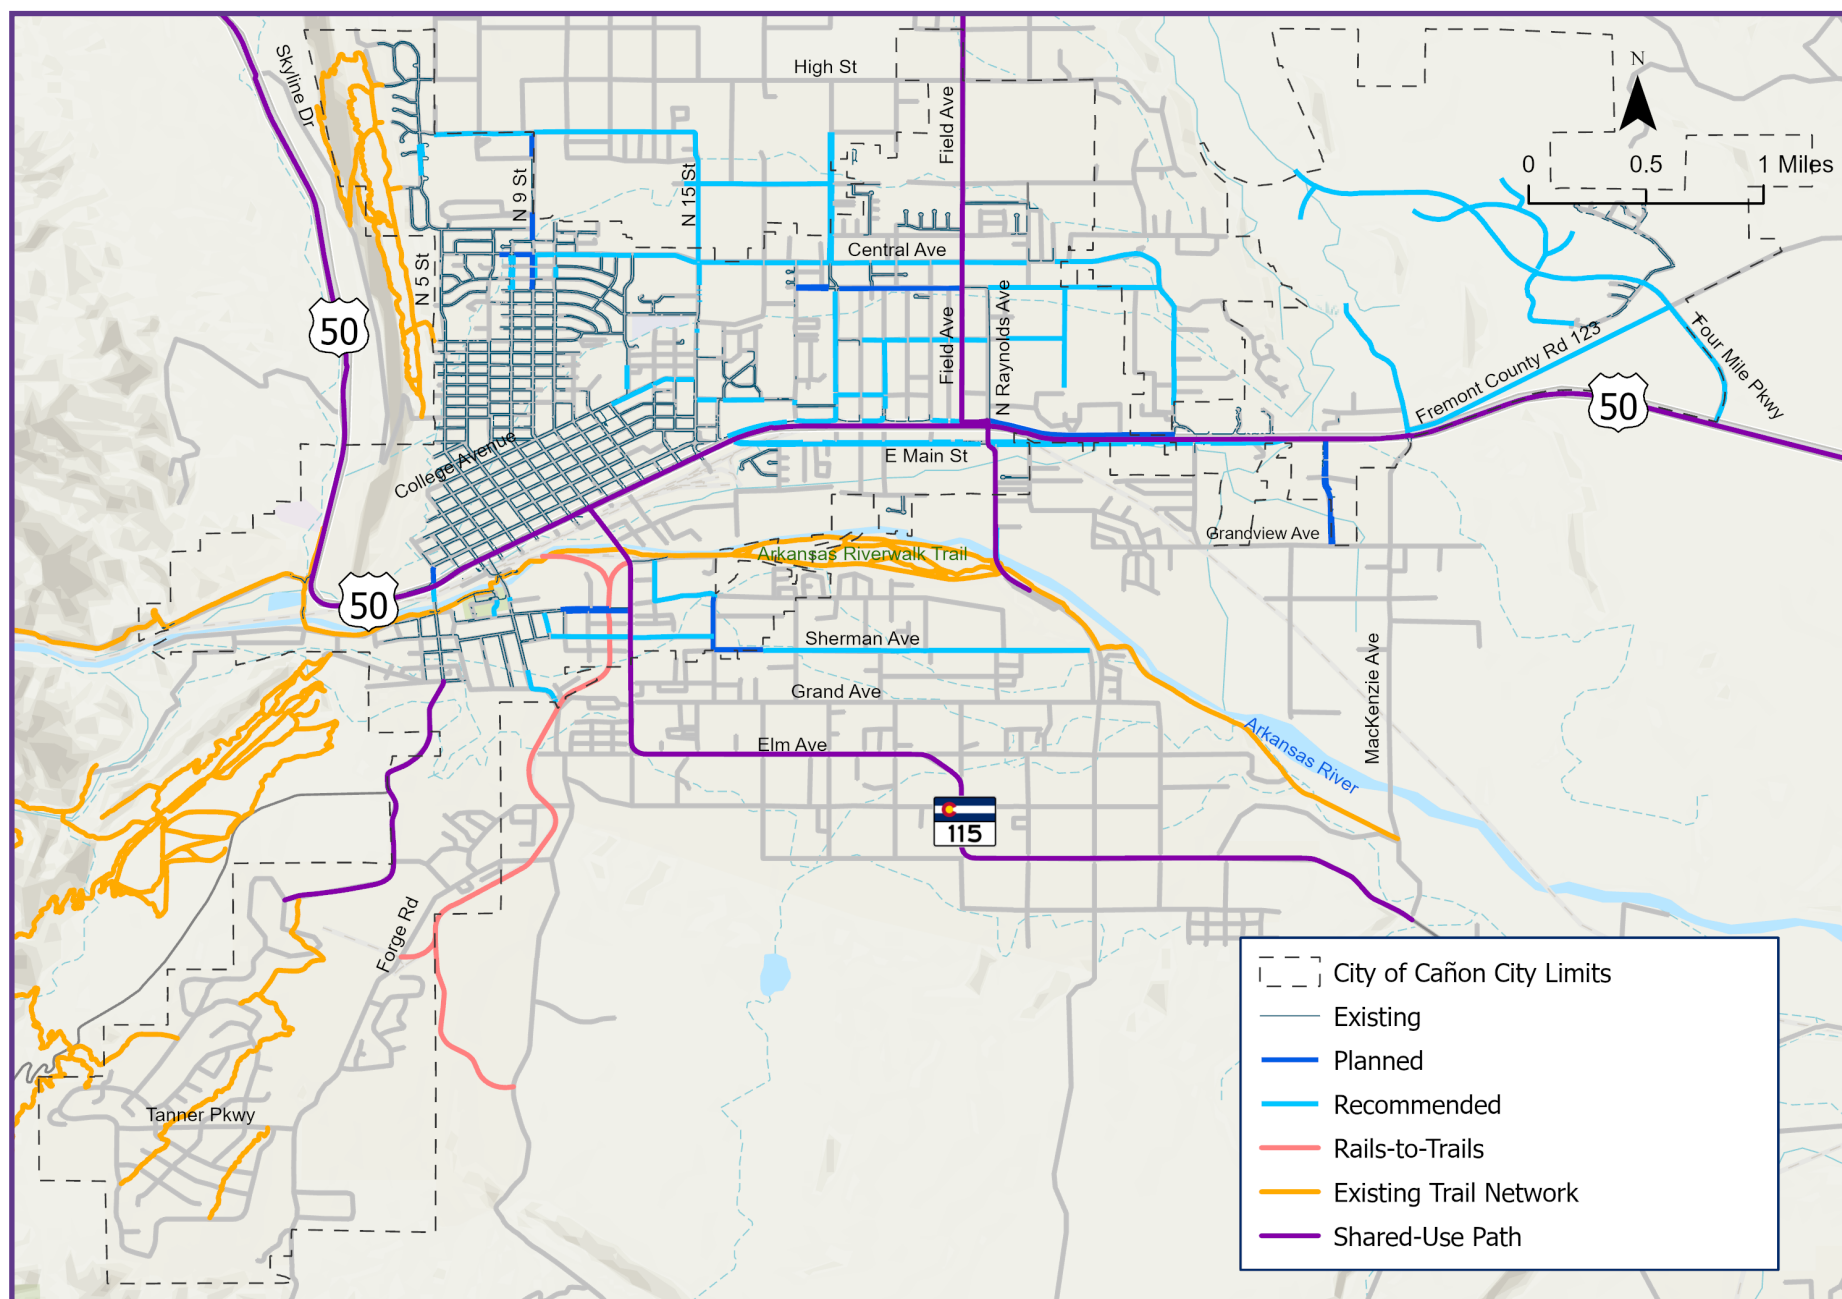 High St
Skyline Dr
Field Ave
N
0 0.5 1 Miles
N 9 St
N 15 St
Central Ave
N 5 St
50
Field Ave
N Raynolds Ave
Fremont County Rd 123
Four Mile Pkwy
50
College Avenue
E Main St
Grandview Ave
Arkansas Riverwalk Trail
50
Sherman Ave
Grand Ave
MacKenzie Ave
Elm Ave
Arkansas River
115
Forge Rd
Tanner Pkwy
City of Cañon City Limits
Existing
Planned
Recommended
Rails-to-Trails
Existing Trail Network
Shared-Use Path